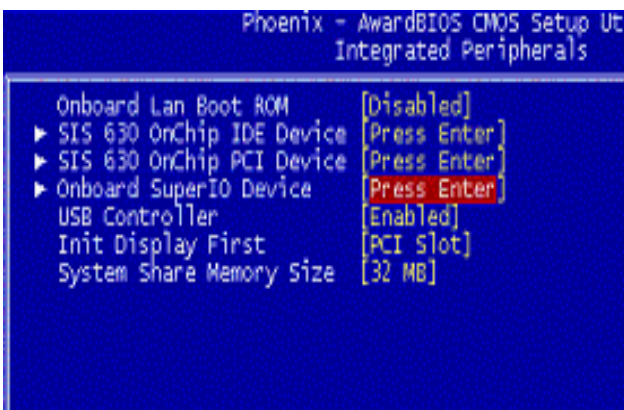 Phoenix - AwardBIOS CMOS Setup Ut
Integrated Peripherals
Onboard Lan Boot ROM [Disabled]
► SIS 630 OnChip IDE Device [Press Enter]
► SIS 630 OnChip PCI Device [Press Enter]
► Onboard SuperIO Device [Press Enter]
USB Controller [Enabled]
Init Display First [PCI Slot]
System Share Memory Size [32 MB]